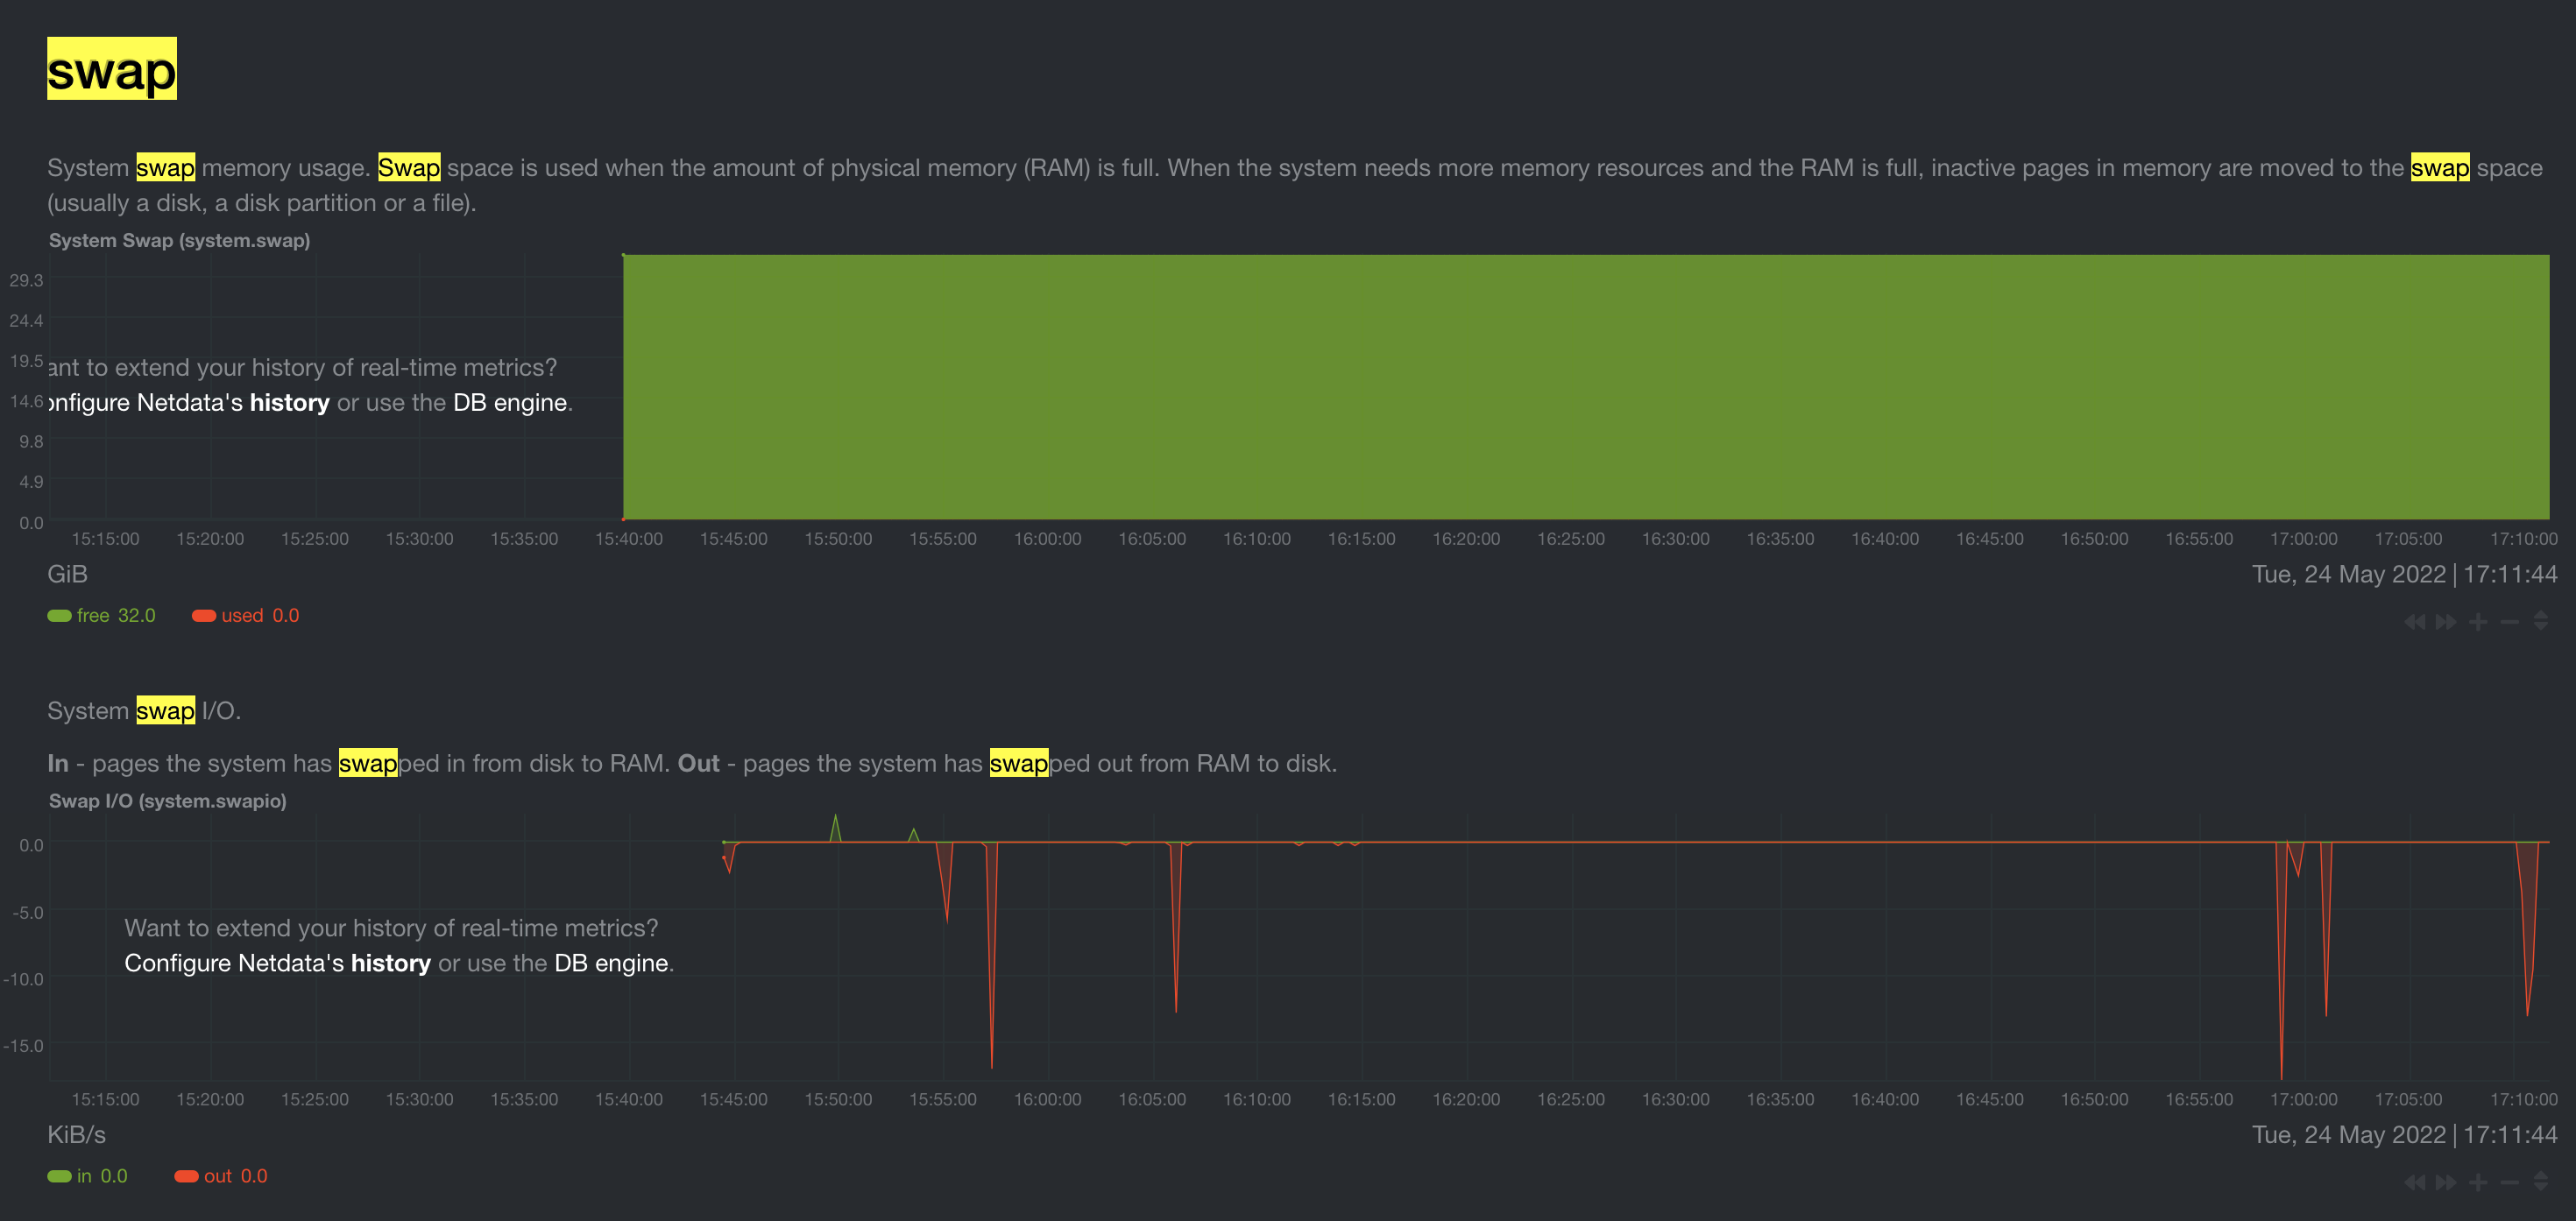 swap
System swap memory usage. Swap space is used when the amount of physical memory (RAM) is full. When the system needs more memory resources and the RAM is full, inactive pages in memory are moved to the swap space
(usually a disk, a disk partition or a file).
System Swap (system.swap)
29.3
24.4
19.5
ant to extend your history of real-time metrics?
14.6
onfigure Netdata's history or use the DB engine.
9.8
4.9
0.0
15:15:00 15:20:00 15:25:00 15:30:00 15:35:00 15:40:00 15:45:00 15:50:00 15:55:00 16:00:00 16:05:00 16:10:00 16:15:00 16:20:00 16:25:00 16:30:00 16:35:00 16:40:00 16:45:00 16:50:00 16:55:00 17:00:00 17:05:00 17:10:00
GiB Tue, 24 May 2022 | 17:11:44
free 32.0 used 0.0
System swap I/O.
In - pages the system has swapped in from disk to RAM. Out - pages the system has swapped out from RAM to disk.
Swap I/O (system.swapio)
0.0
-5.0
Want to extend your history of real-time metrics?
Configure Netdata's history or use the DB engine.
-10.0
-15.0
15:15:00 15:20:00 15:25:00 15:30:00 15:35:00 15:40:00 15:45:00 15:50:00 15:55:00 16:00:00 16:05:00 16:10:00 16:15:00 16:20:00 16:25:00 16:30:00 16:35:00 16:40:00 16:45:00 16:50:00 16:55:00 17:00:00 17:05:00 17:10:00
KiB/s Tue, 24 May 2022 | 17:11:44
in 0.0 out 0.0